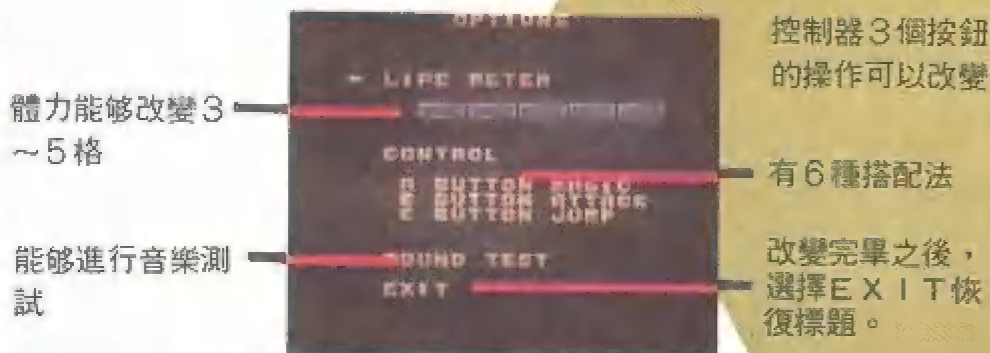 OPTIONS
LIFE METER
CONTROL
A BUTTON MAGIC
B BUTTON ATTACK
C BUTTON JUMP
SOUND TEST
EXIT
體力能够改變3
～5格
能够進行音樂測
試
控制器3個按鈕
的操作可以改變
有6種搭配法
改變完畢之後，
選擇EXIT恢
復標題。